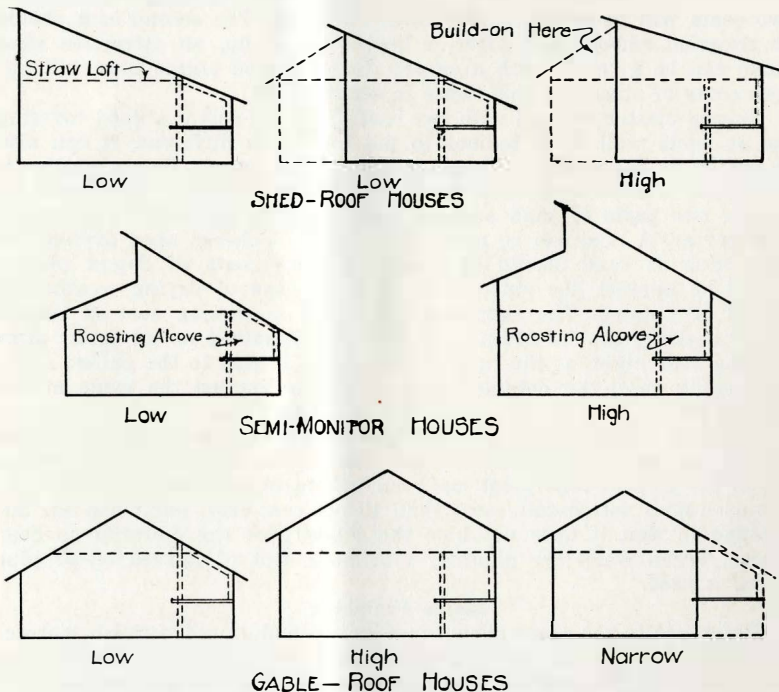 Build-on Here
Straw Loft
Low
Low
High
SHED-ROOF HOUSES
Roosting Alcove
Roosting Alcove
Low
High
SEMI-MONITOR HOUSES
Low
High
Narrow
GABLE-ROOF HOUSES